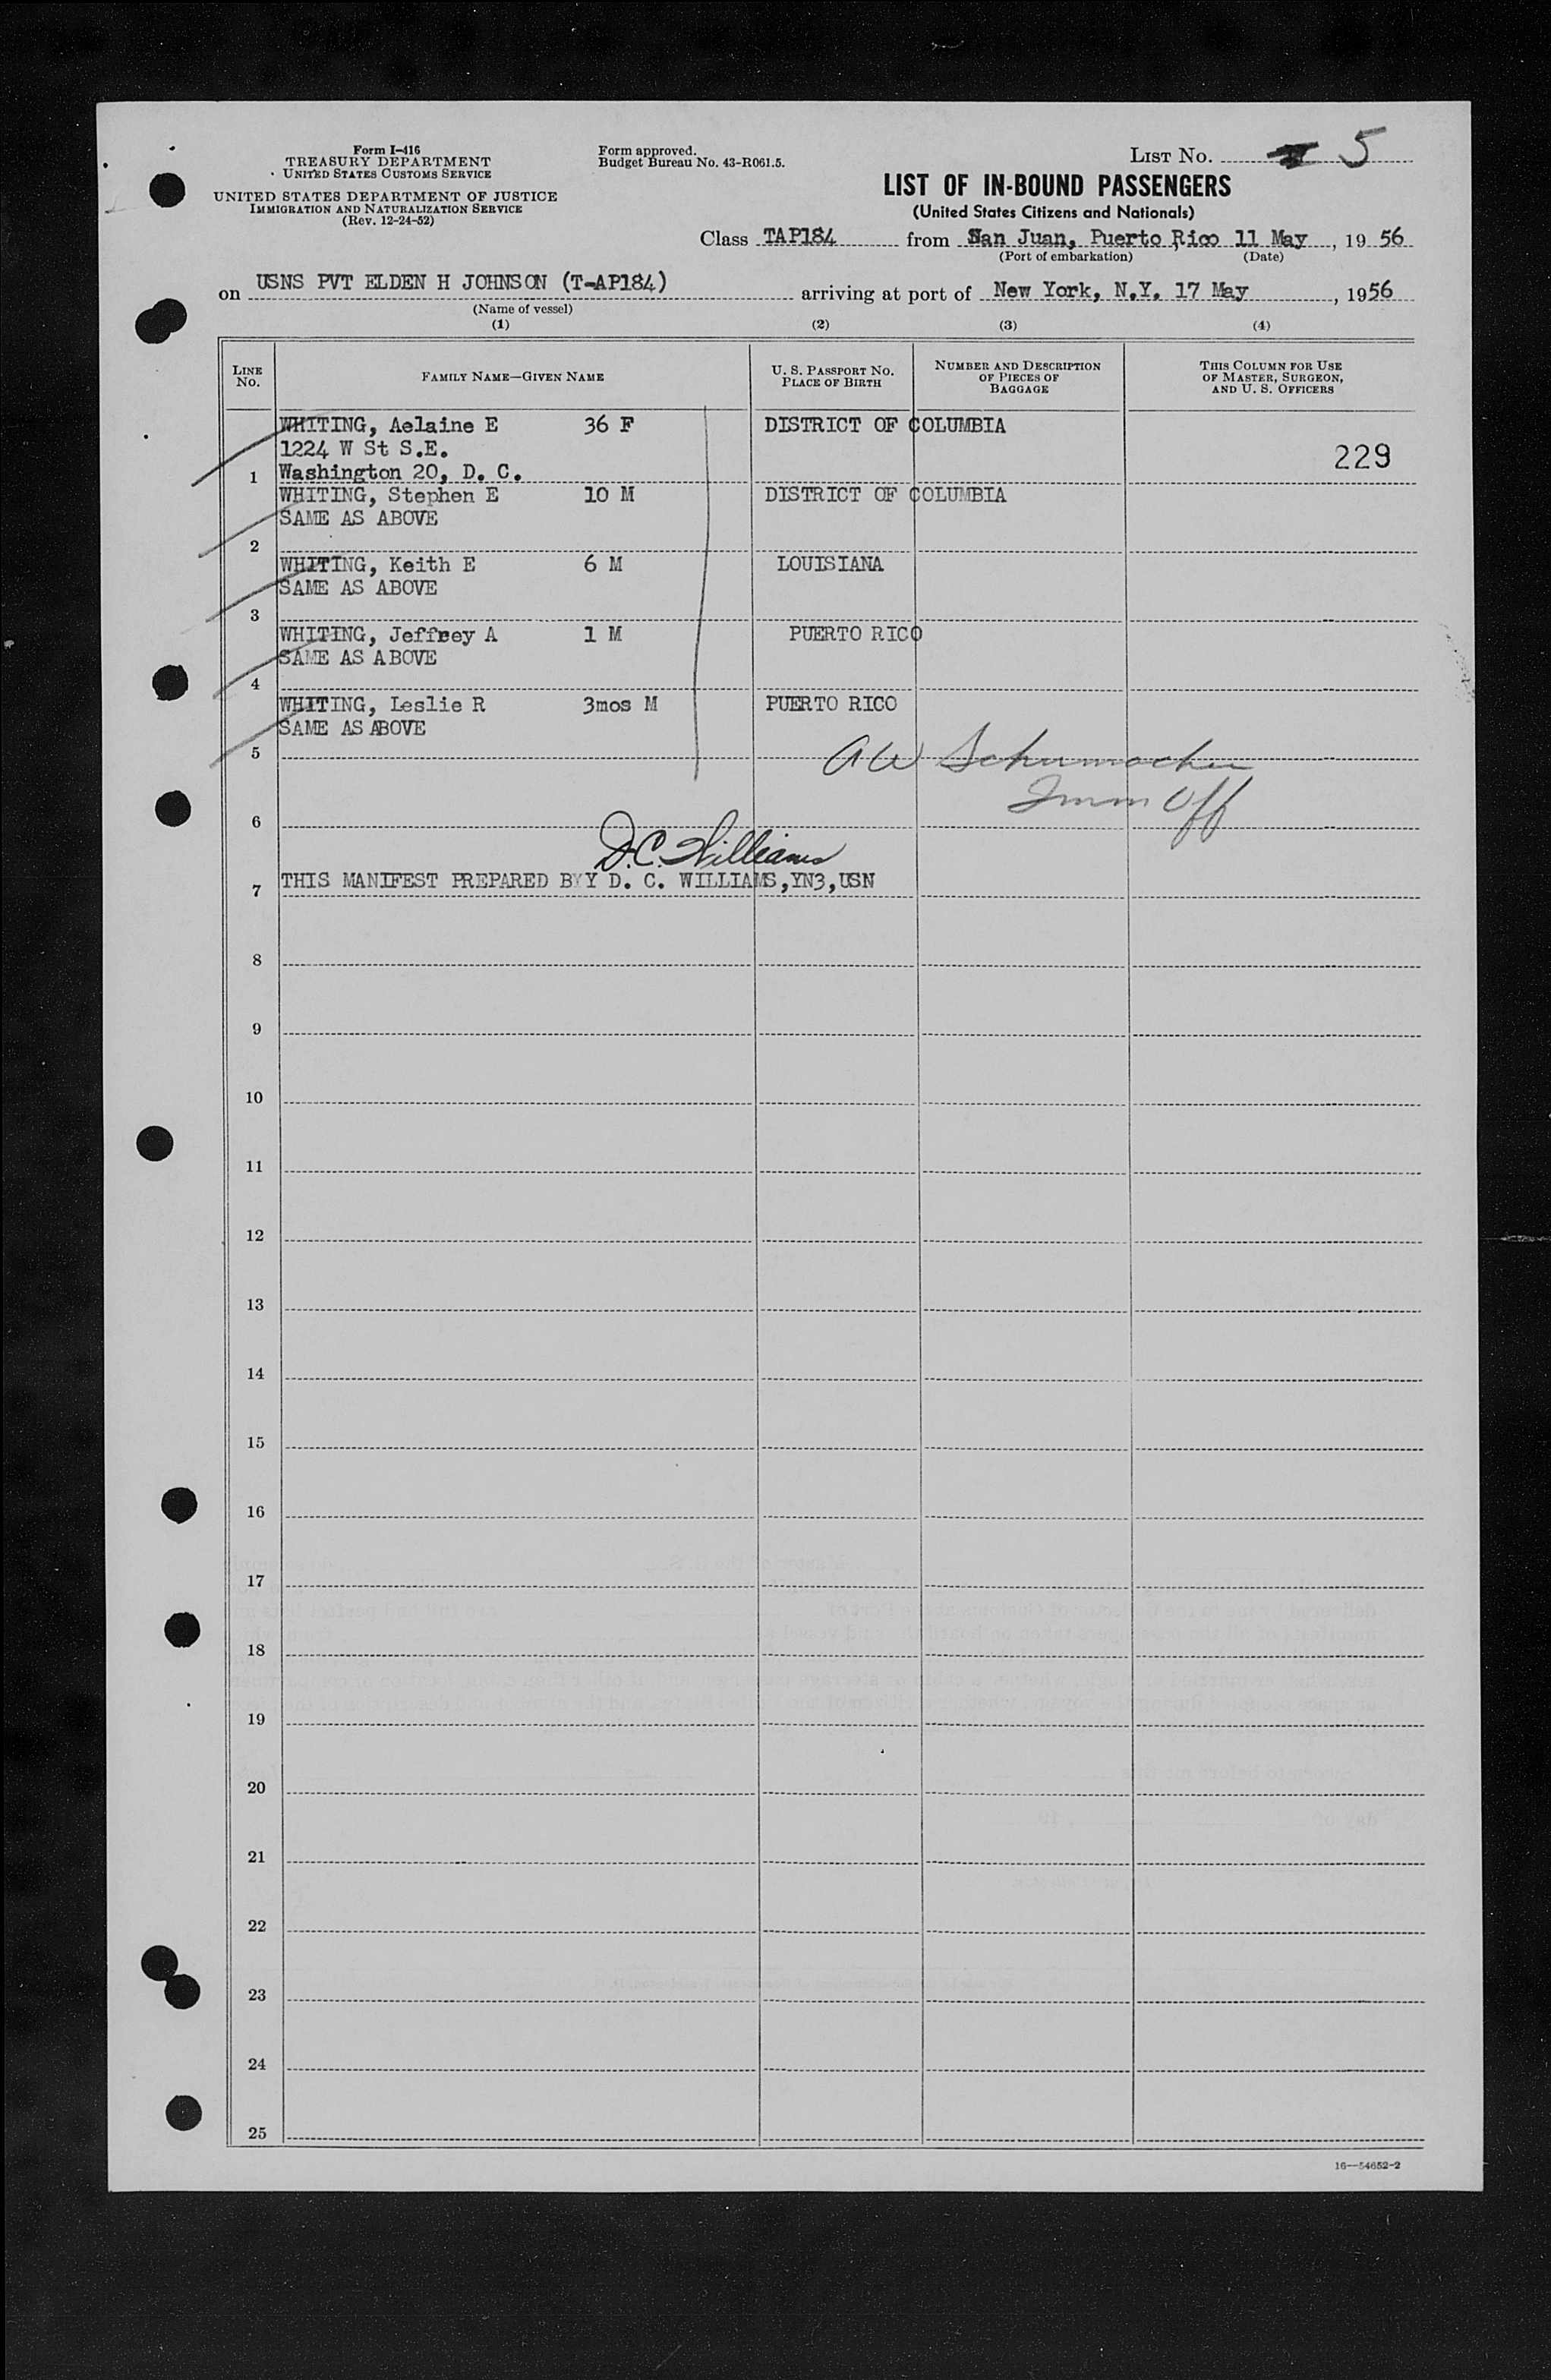 Form I-416
TREASURY DEPARTMENT
UNITED STATES CUSTOMS SERVICE
UNITED STATES DEPARTMENT OF JUSTICE
IMMIGRATION AND NATURALIZATION SERVICE
(Rev. 12-24-52)
Form approved.
Budget Bureau No. 43-R061.5.
LIST No. 5
LIST OF IN-BOUND PASSENGERS
(United States Citizens and Nationals)
Class TAP184 from San Juan, Puerto Rico 11 May, 19 56
(Port of embarkation) (Date)
on USNS PVT ELDEN H JOHNSON (T-AP184) arriving at port of New York, N.Y. 17 May, 1956
(Name of vessel)
(1) (2) (3) (4)
LINE No. FAMILY NAME—GIVEN NAME U. S. PASSPORT No. PLACE OF BIRTH NUMBER AND DESCRIPTION OF PIECES OF BAGGAGE THIS COLUMN FOR USE OF MASTER, SURGEON, AND U. S. OFFICERS
WHITING, Aelaine E 36 F DISTRICT OF COLUMBIA
1224 W St S.E. 229
1 Washington 20, D. C.
WHITING, Stephen E 10 M DISTRICT OF COLUMBIA
SAME AS ABOVE
2
WHITING, Keith E 6 M LOUISIANA
SAME AS ABOVE
3
WHITING, Jeffrey A 1 M PUERTO RICO
SAME AS ABOVE
4
WHITING, Leslie R 3mos M PUERTO RICO
SAME AS ABOVE
5
AW Schumacher
Imm Off
6
D.C. Williams
7 THIS MANIFEST PREPARED BYY D. C. WILLIAMS,YN3,USN
8
9
10
11
12
13
14
15
16
17
18
19
20
21
22
23
24
25
16—54652-2